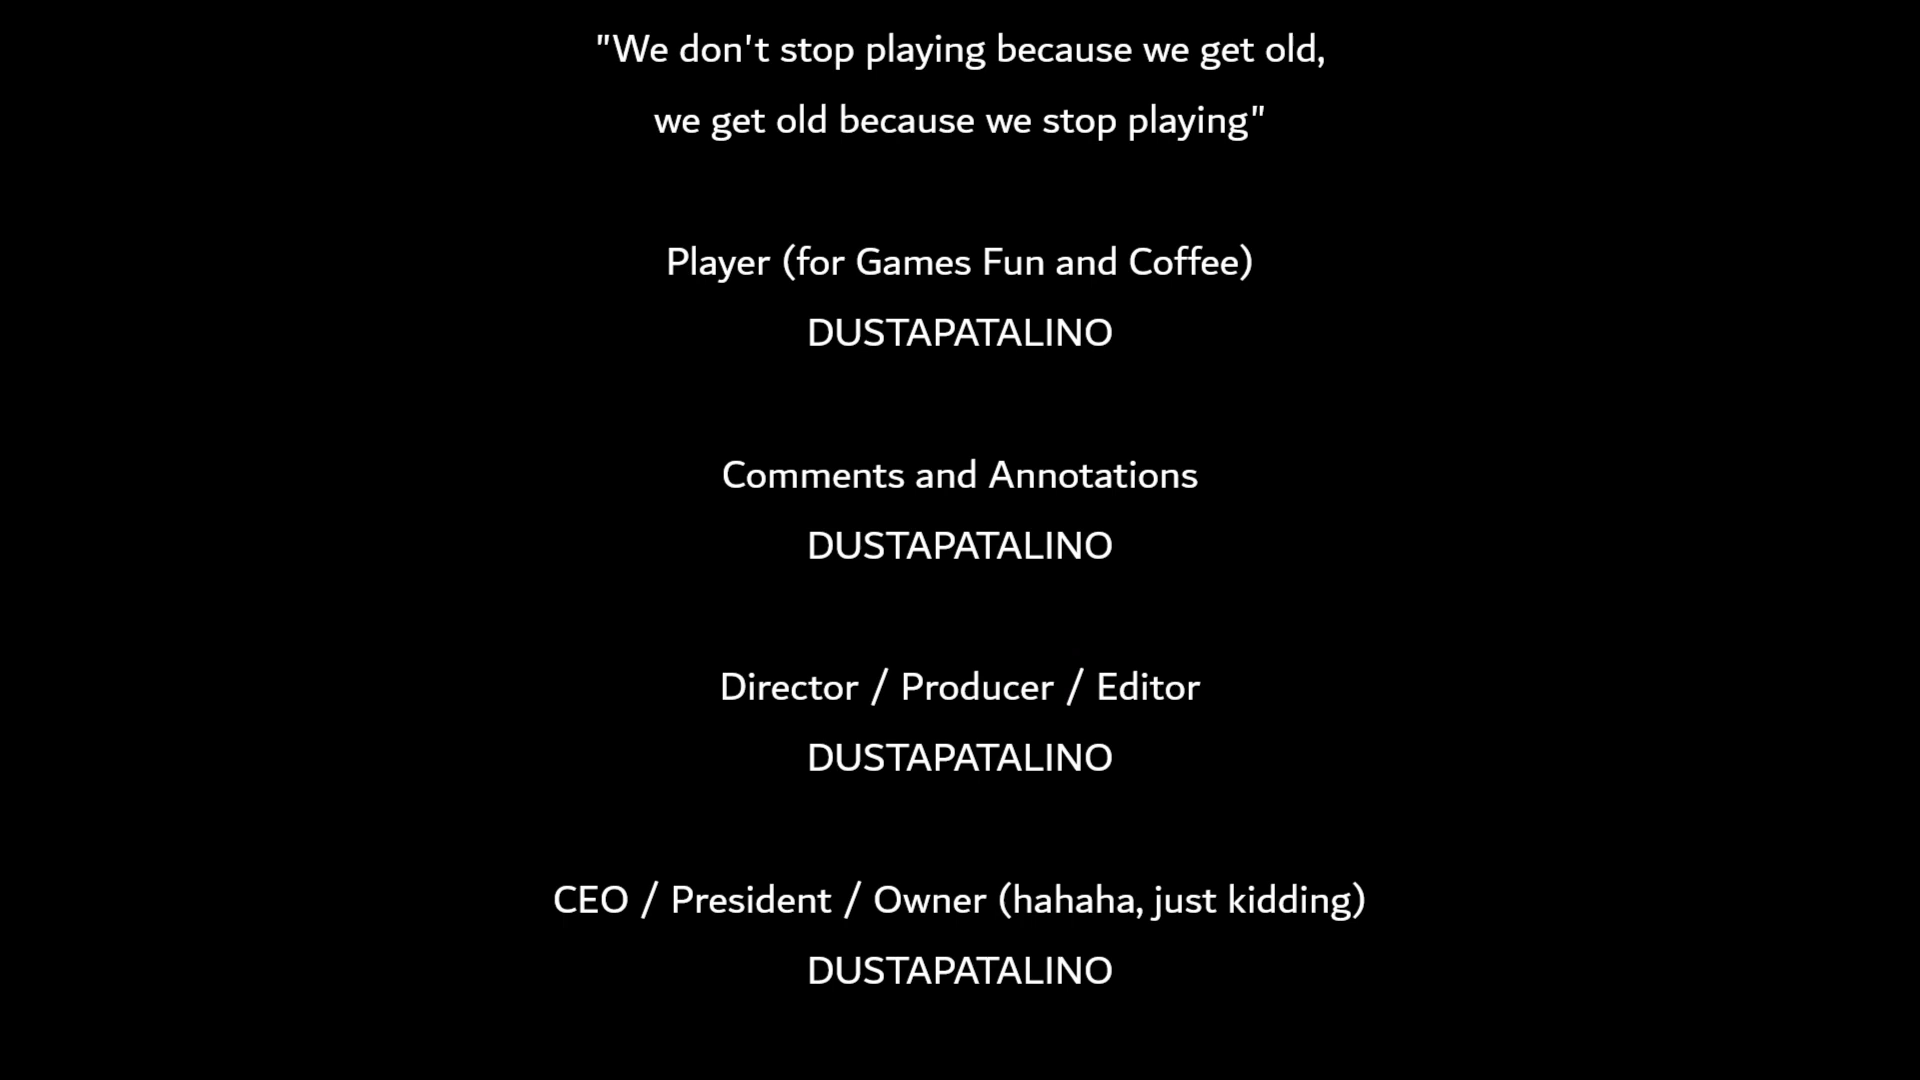 "We don't stop playing because we get old,
we get old because we stop playing"
Player (for Games Fun and Coffee)
DUSTAPATALINO
Comments and Annotations
DUSTAPATALINO
Director / Producer / Editor
DUSTAPATALINO
CEO / President / Owner (hahaha, just kidding)
DUSTAPATALINO